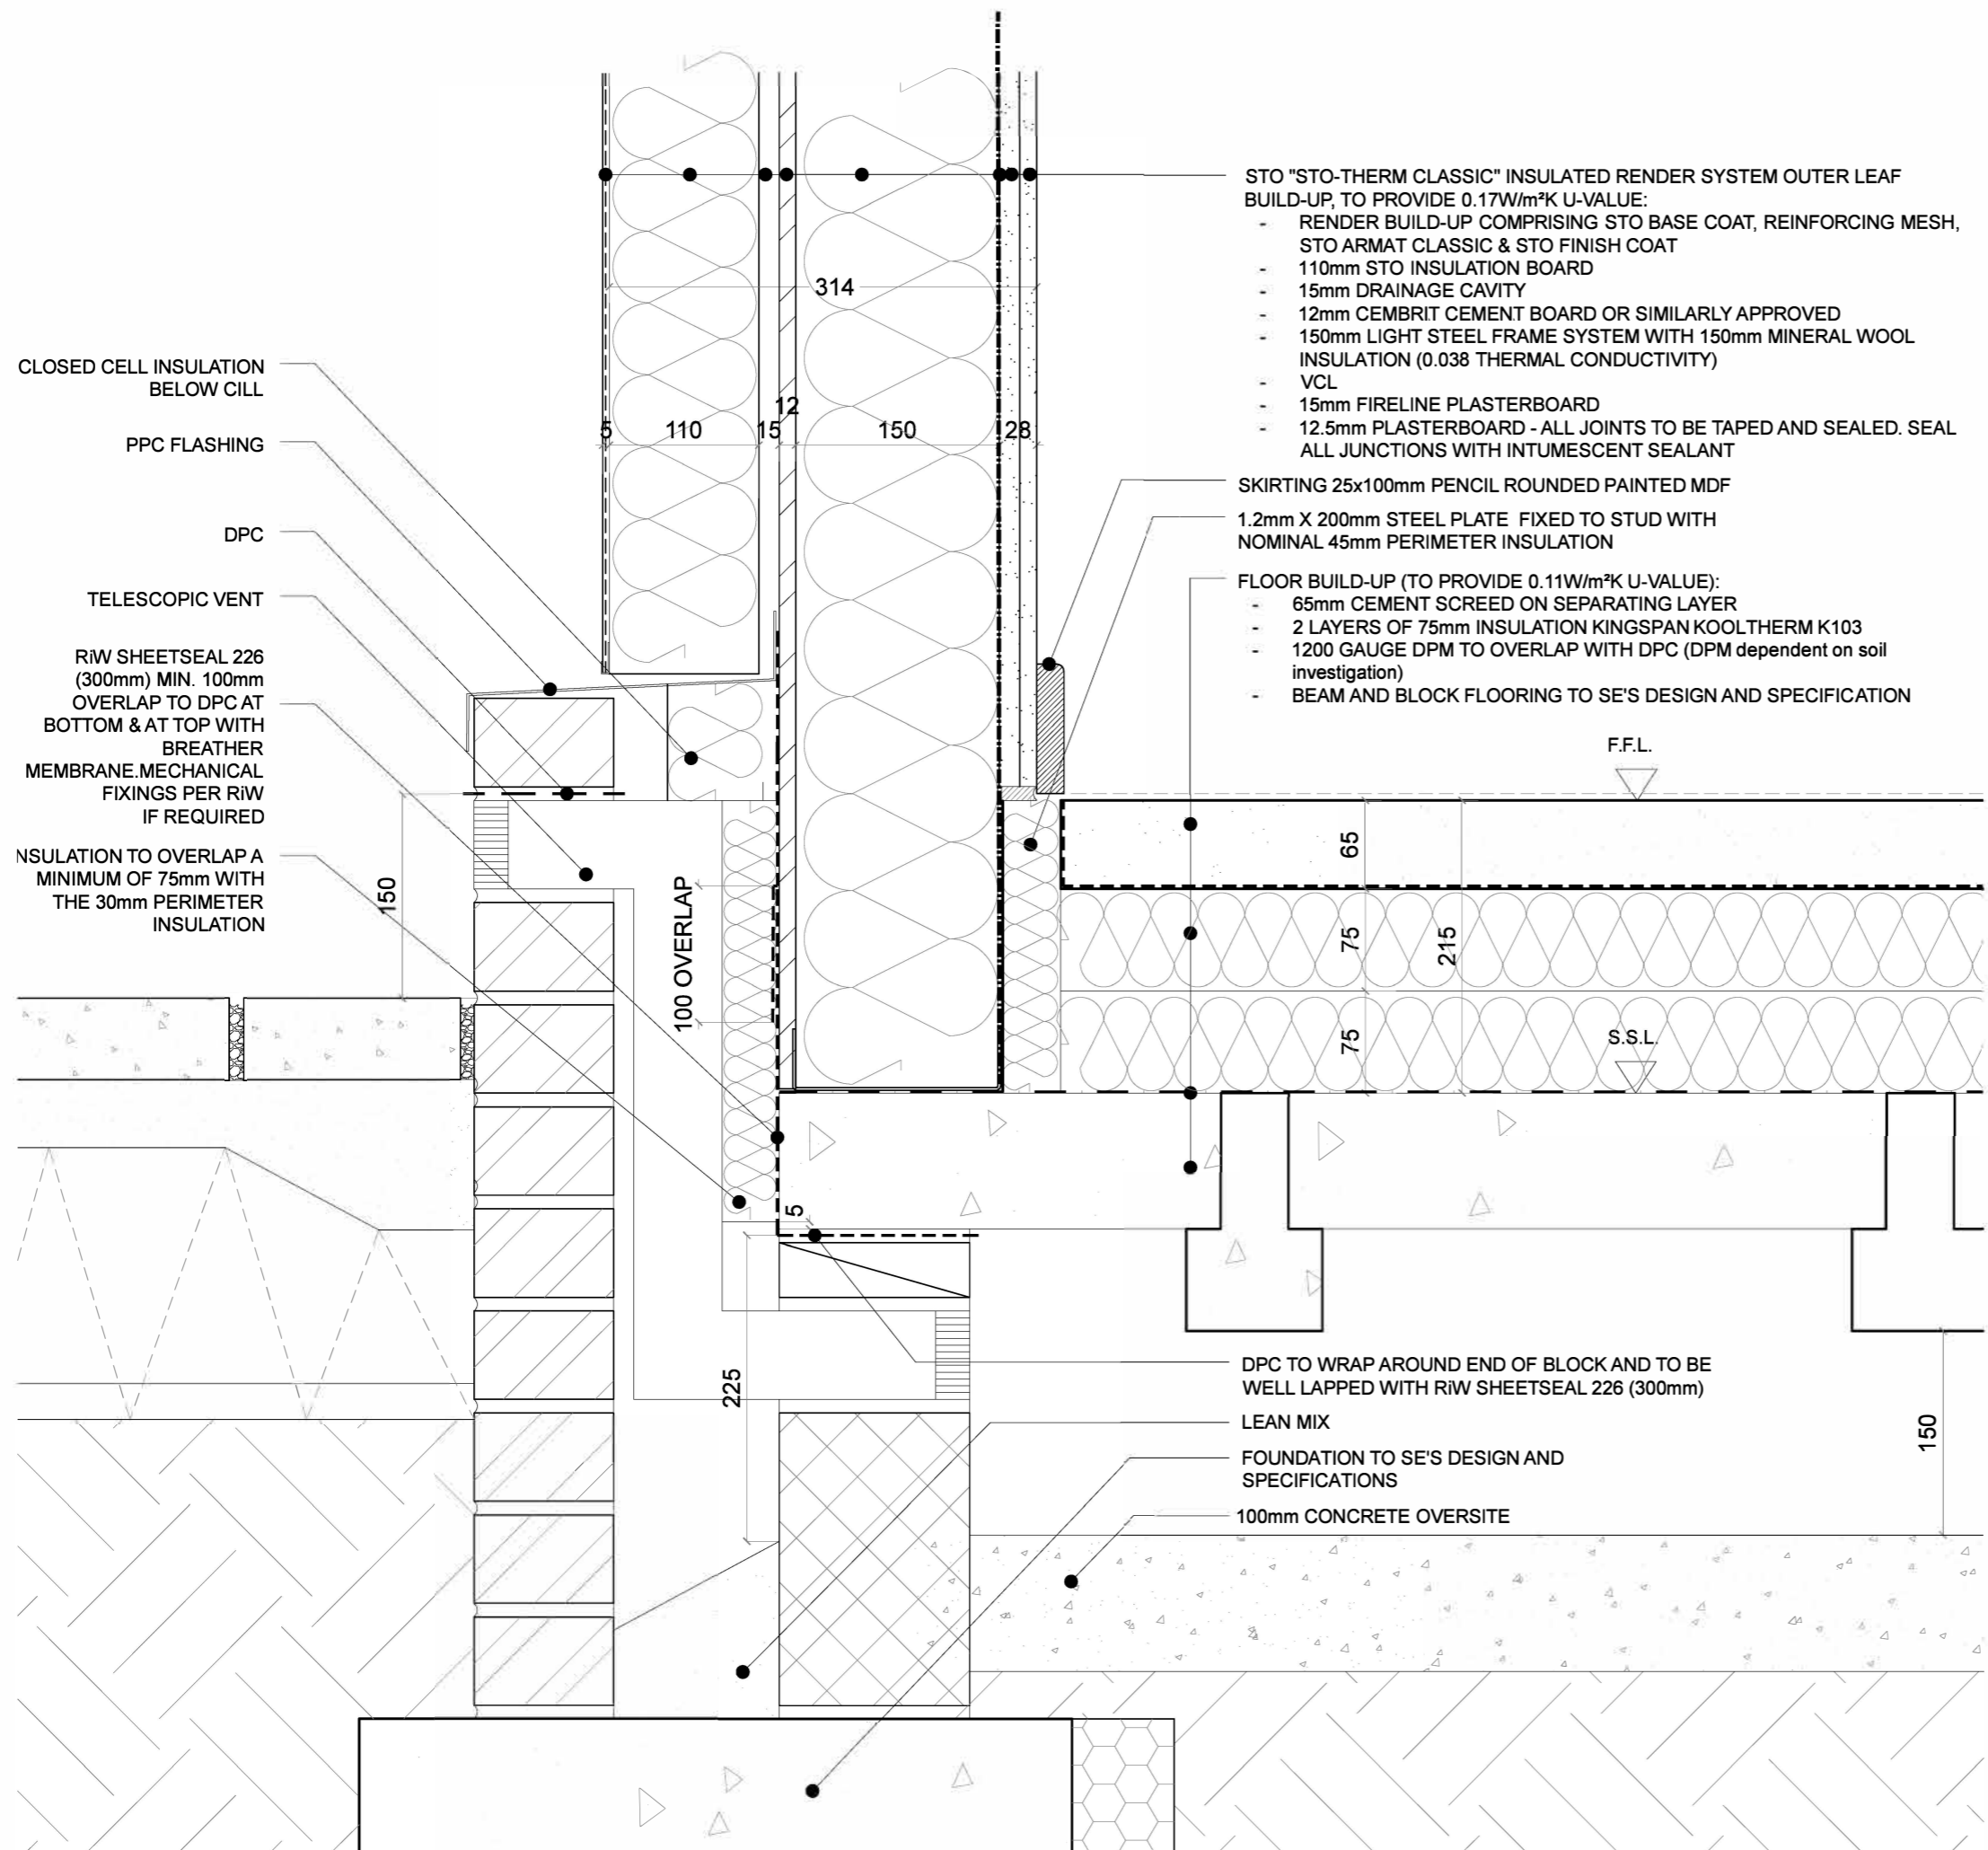 CLOSED CELL INSULATION
BELOW CILL
PPC FLASHING
DPC
TELESCOPIC VENT
RiW SHEETSEAL 226
(300mm) MIN. 100mm
OVERLAP TO DPC AT
BOTTOM & AT TOP WITH
BREATHER
MEMBRANE.MECHANICAL
FIXINGS PER RiW
IF REQUIRED
NSULATION TO OVERLAP A
MINIMUM OF 75mm WITH
THE 30mm PERIMETER
INSULATION
314
5
110
15
12
150
28
STO "STO-THERM CLASSIC" INSULATED RENDER SYSTEM OUTER LEAF
BUILD-UP, TO PROVIDE 0.17W/m²K U-VALUE:
- RENDER BUILD-UP COMPRISING STO BASE COAT, REINFORCING MESH,
STO ARMAT CLASSIC & STO FINISH COAT
- 110mm STO INSULATION BOARD
- 15mm DRAINAGE CAVITY
- 12mm CEMBRIT CEMENT BOARD OR SIMILARLY APPROVED
- 150mm LIGHT STEEL FRAME SYSTEM WITH 150mm MINERAL WOOL
INSULATION (0.038 THERMAL CONDUCTIVITY)
- VCL
- 15mm FIRELINE PLASTERBOARD
- 12.5mm PLASTERBOARD - ALL JOINTS TO BE TAPED AND SEALED. SEAL
ALL JUNCTIONS WITH INTUMESCENT SEALANT
SKIRTING 25x100mm PENCIL ROUNDED PAINTED MDF
1.2mm X 200mm STEEL PLATE FIXED TO STUD WITH
NOMINAL 45mm PERIMETER INSULATION
FLOOR BUILD-UP (TO PROVIDE 0.11W/m²K U-VALUE):
- 65mm CEMENT SCREED ON SEPARATING LAYER
- 2 LAYERS OF 75mm INSULATION KINGSPAN KOOLTHERM K103
- 1200 GAUGE DPM TO OVERLAP WITH DPC (DPM dependent on soil
investigation)
- BEAM AND BLOCK FLOORING TO SE'S DESIGN AND SPECIFICATION
F.F.L.
65
75
215
75
S.S.L.
150
100 OVERLAP
5
225
DPC TO WRAP AROUND END OF BLOCK AND TO BE
WELL LAPPED WITH RiW SHEETSEAL 226 (300mm)
LEAN MIX
FOUNDATION TO SE'S DESIGN AND
SPECIFICATIONS
100mm CONCRETE OVERSITE
150